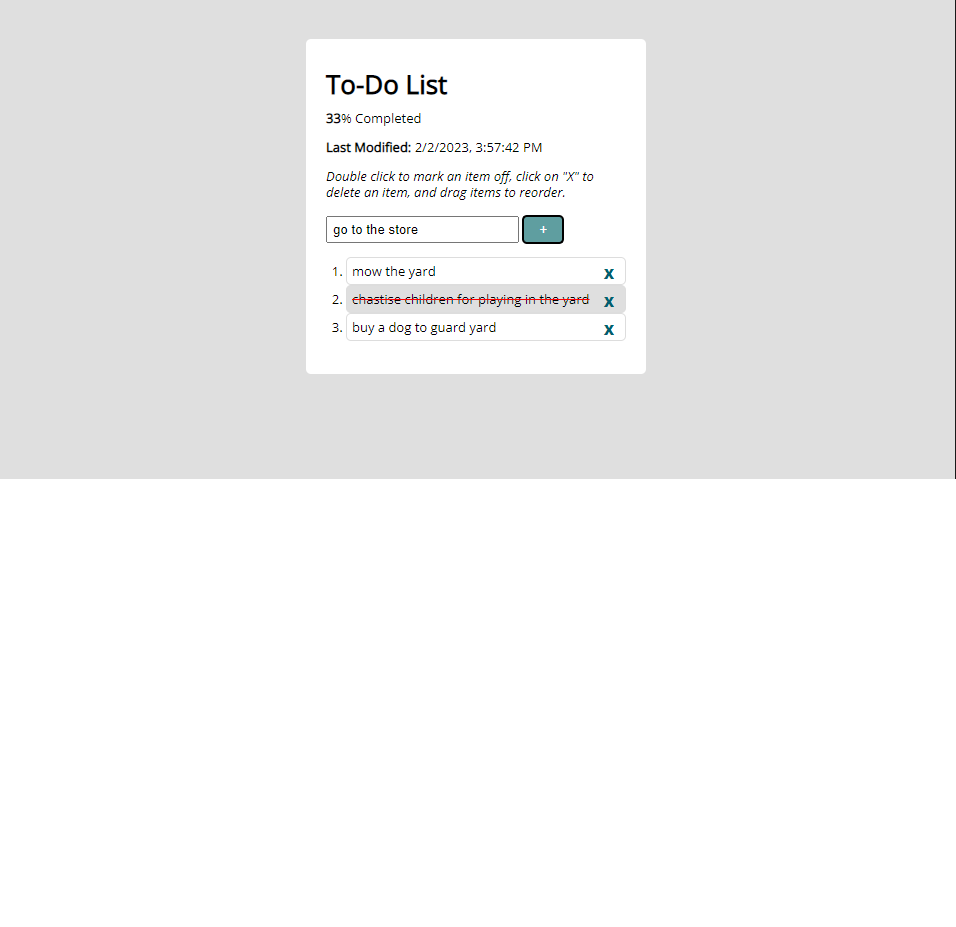 To-Do List
33% Completed
Last Modified: 2/2/2023, 3:57:42 PM
Double click to mark an item off, click on "X" to
delete an item, and drag items to reorder.
go to the store +
1. mow the yard x
2. chastise children for playing in the yard x
3. buy a dog to guard yard x